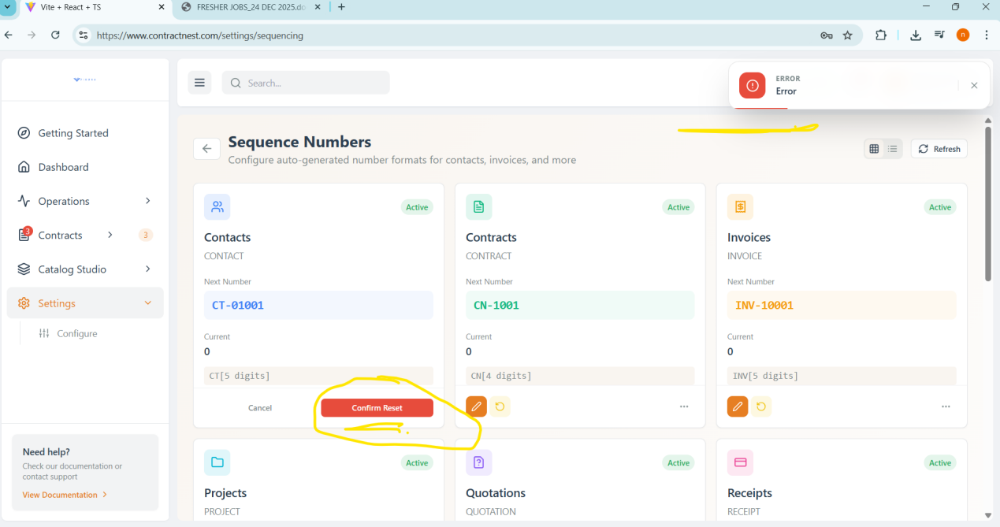 Vite + React + TS
FRESHER JOBS_24 DEC 2025.do
https://www.contractnest.com/settings/sequencing
n
Search...
ERROR
Error
Getting Started
Dashboard
Operations
3
Contracts
3
Catalog Studio
Settings
Configure
Need help?
Check our documentation or
contact support
View Documentation
Sequence Numbers
Configure auto-generated number formats for contacts, invoices, and more
Refresh
Active
Contacts
CONTACT
Next Number
CT-01001
Current
0
CT[5 digits]
Cancel
Confirm Reset
Active
Contracts
CONTRACT
Next Number
CN-1001
Current
0
CN[4 digits]
Active
Invoices
INVOICE
Next Number
INV-10001
Current
0
INV[5 digits]
Active
Projects
PROJECT
Active
Quotations
QUOTATION
Active
Receipts
RECEIPT